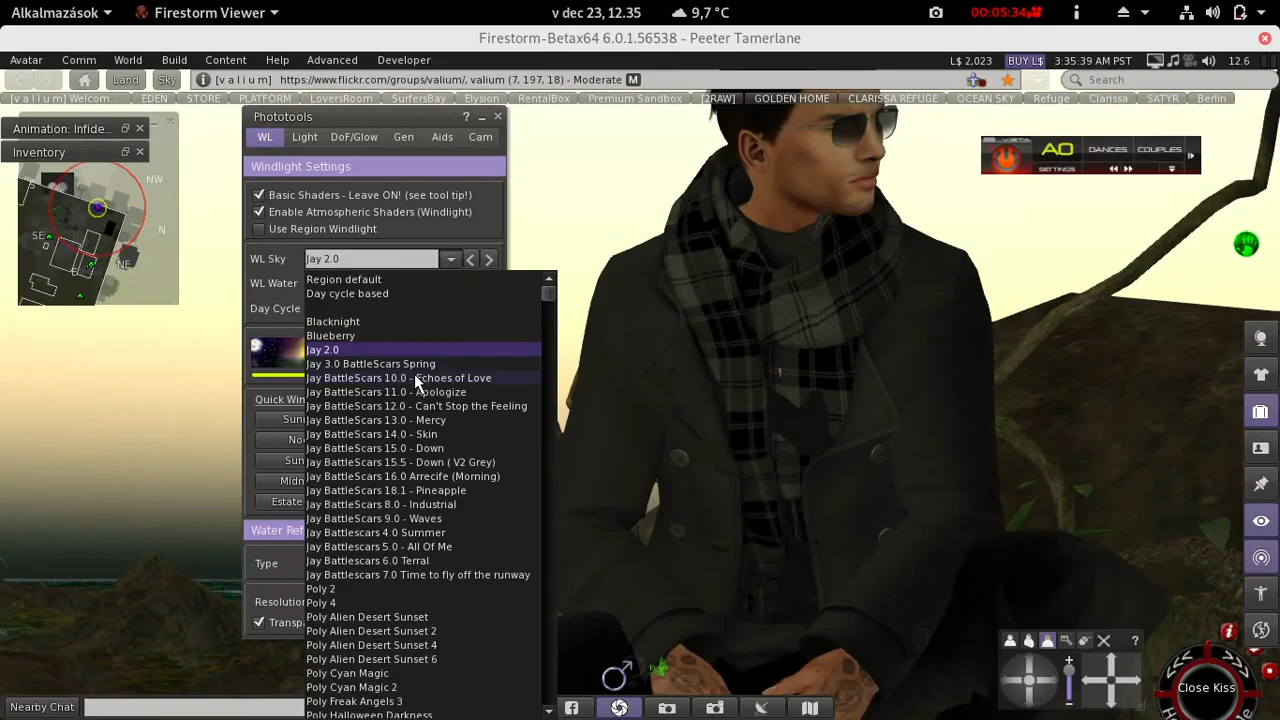 Alkalmazások
Firestorm Viewer
v dec 23, 12.35
9,7 °C
00:05:34
Firestorm-Betax64 6.0.1.56538 - Peeter Tamerlane
Avatar Comm World Build Content Help Advanced Developer
L$ 2,023 BUY L$ 3:35:39 AM PST 12.6
Land Sky [v a l i u m] https://www.flickr.com/groups/valium/, valium (7, 197, 18) - Moderate M
Search
[v a l i u m] Welcom... EDEN STORE PLATFORM LoversRoom SurfersBay Elysion RentalBox Premium Sandbox [2RAW] GOLDEN HOME CLARISSA REFUGE OCEAN SKY Refuge Clarissa SATYR Berlin
Animation: Infide...
Inventory
NW
N
NE
SE
Phototools ?
WL Light DoF/Glow Gen Aids Cam
Windlight Settings
Basic Shaders - Leave ON! (see tool tip!)
Enable Atmospheric Shaders (Windlight)
Use Region Windlight
WL Sky Jay 2.0
WL Water
Day Cycle
Quick Win
Sun
No
Sun
Midn
Estate
Water Ref
Type
Resolution
Transpa
Region default
Day cycle based
Blacknight
Blueberry
Jay 2.0
Jay 3.0 BattleScars Spring
Jay BattleScars 10.0 - Echoes of Love
Jay BattleScars 11.0 - Apologize
Jay BattleScars 12.0 - Can't Stop the Feeling
Jay BattleScars 13.0 - Mercy
Jay BattleScars 14.0 - Skin
Jay BattleScars 15.0 - Down
Jay BattleScars 15.5 - Down ( V2 Grey)
Jay BattleScars 16.0 Arrecife (Morning)
Jay BattleScars 18.1 - Pineapple
Jay BattleScars 8.0 - Industrial
Jay BattleScars 9.0 - Waves
Jay Battlescars 4.0 Summer
Jay Battlescars 5.0 - All Of Me
Jay Battlescars 6.0 Terral
Jay Battlescars 7.0 Time to fly off the runway
Poly 2
Poly 4
Poly Alien Desert Sunset
Poly Alien Desert Sunset 2
Poly Alien Desert Sunset 4
Poly Alien Desert Sunset 6
Poly Cyan Magic
Poly Cyan Magic 2
Poly Freak Angels 3
Poly Halloween Darkness
VISTA AO DANCES COUPLES
SETTINGS
?
Close Kiss
Nearby Chat